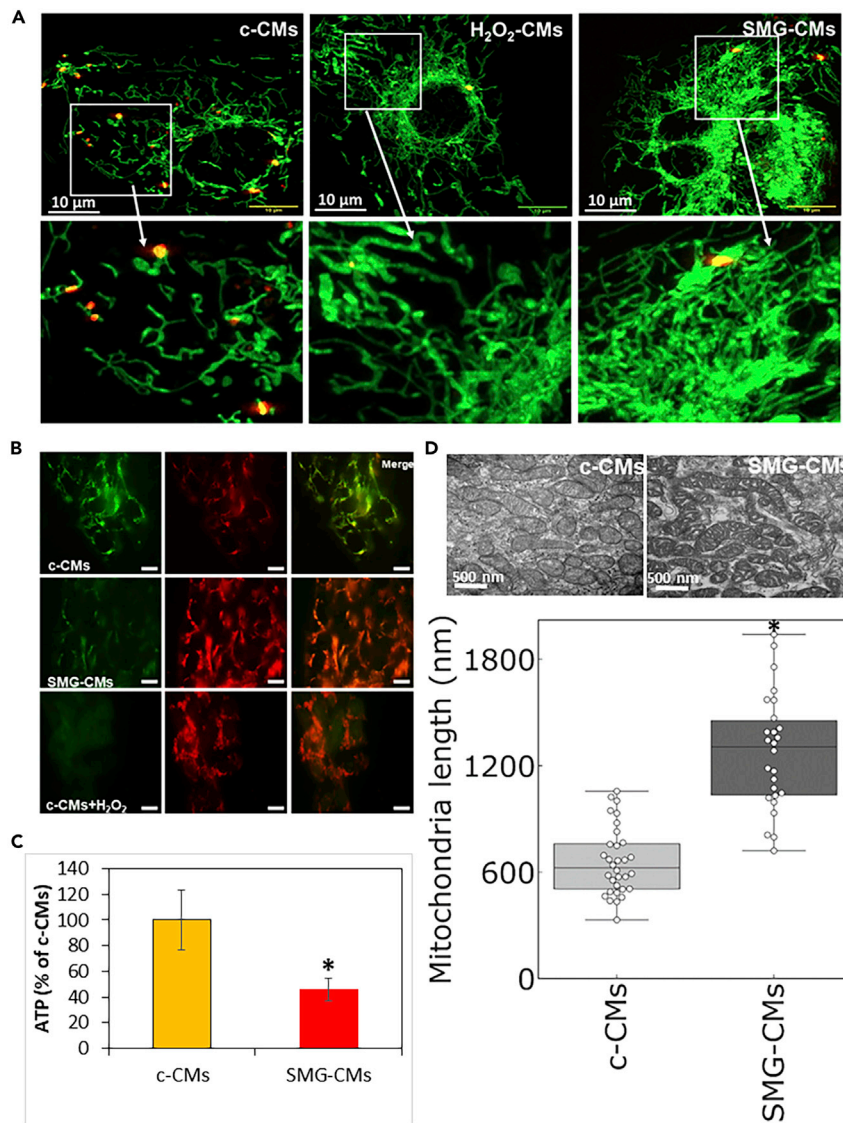 A
c-CMs
H₂O₂-CMs
SMG-CMs
10 µm
10 µm
10 µm
10 µm
B
Merge
c-CMs
SMG-CMs
c-CMs+H₂O₂
C
ATP (% of c-CMs)
140
120
100
80
60
40
20
0
*
c-CMs
SMG-CMs
D
c-CMs
SMG-CMs
500 nm
500 nm
Mitochondria length (nm)
1800
1200
600
0
*
c-CMs
SMG-CMs